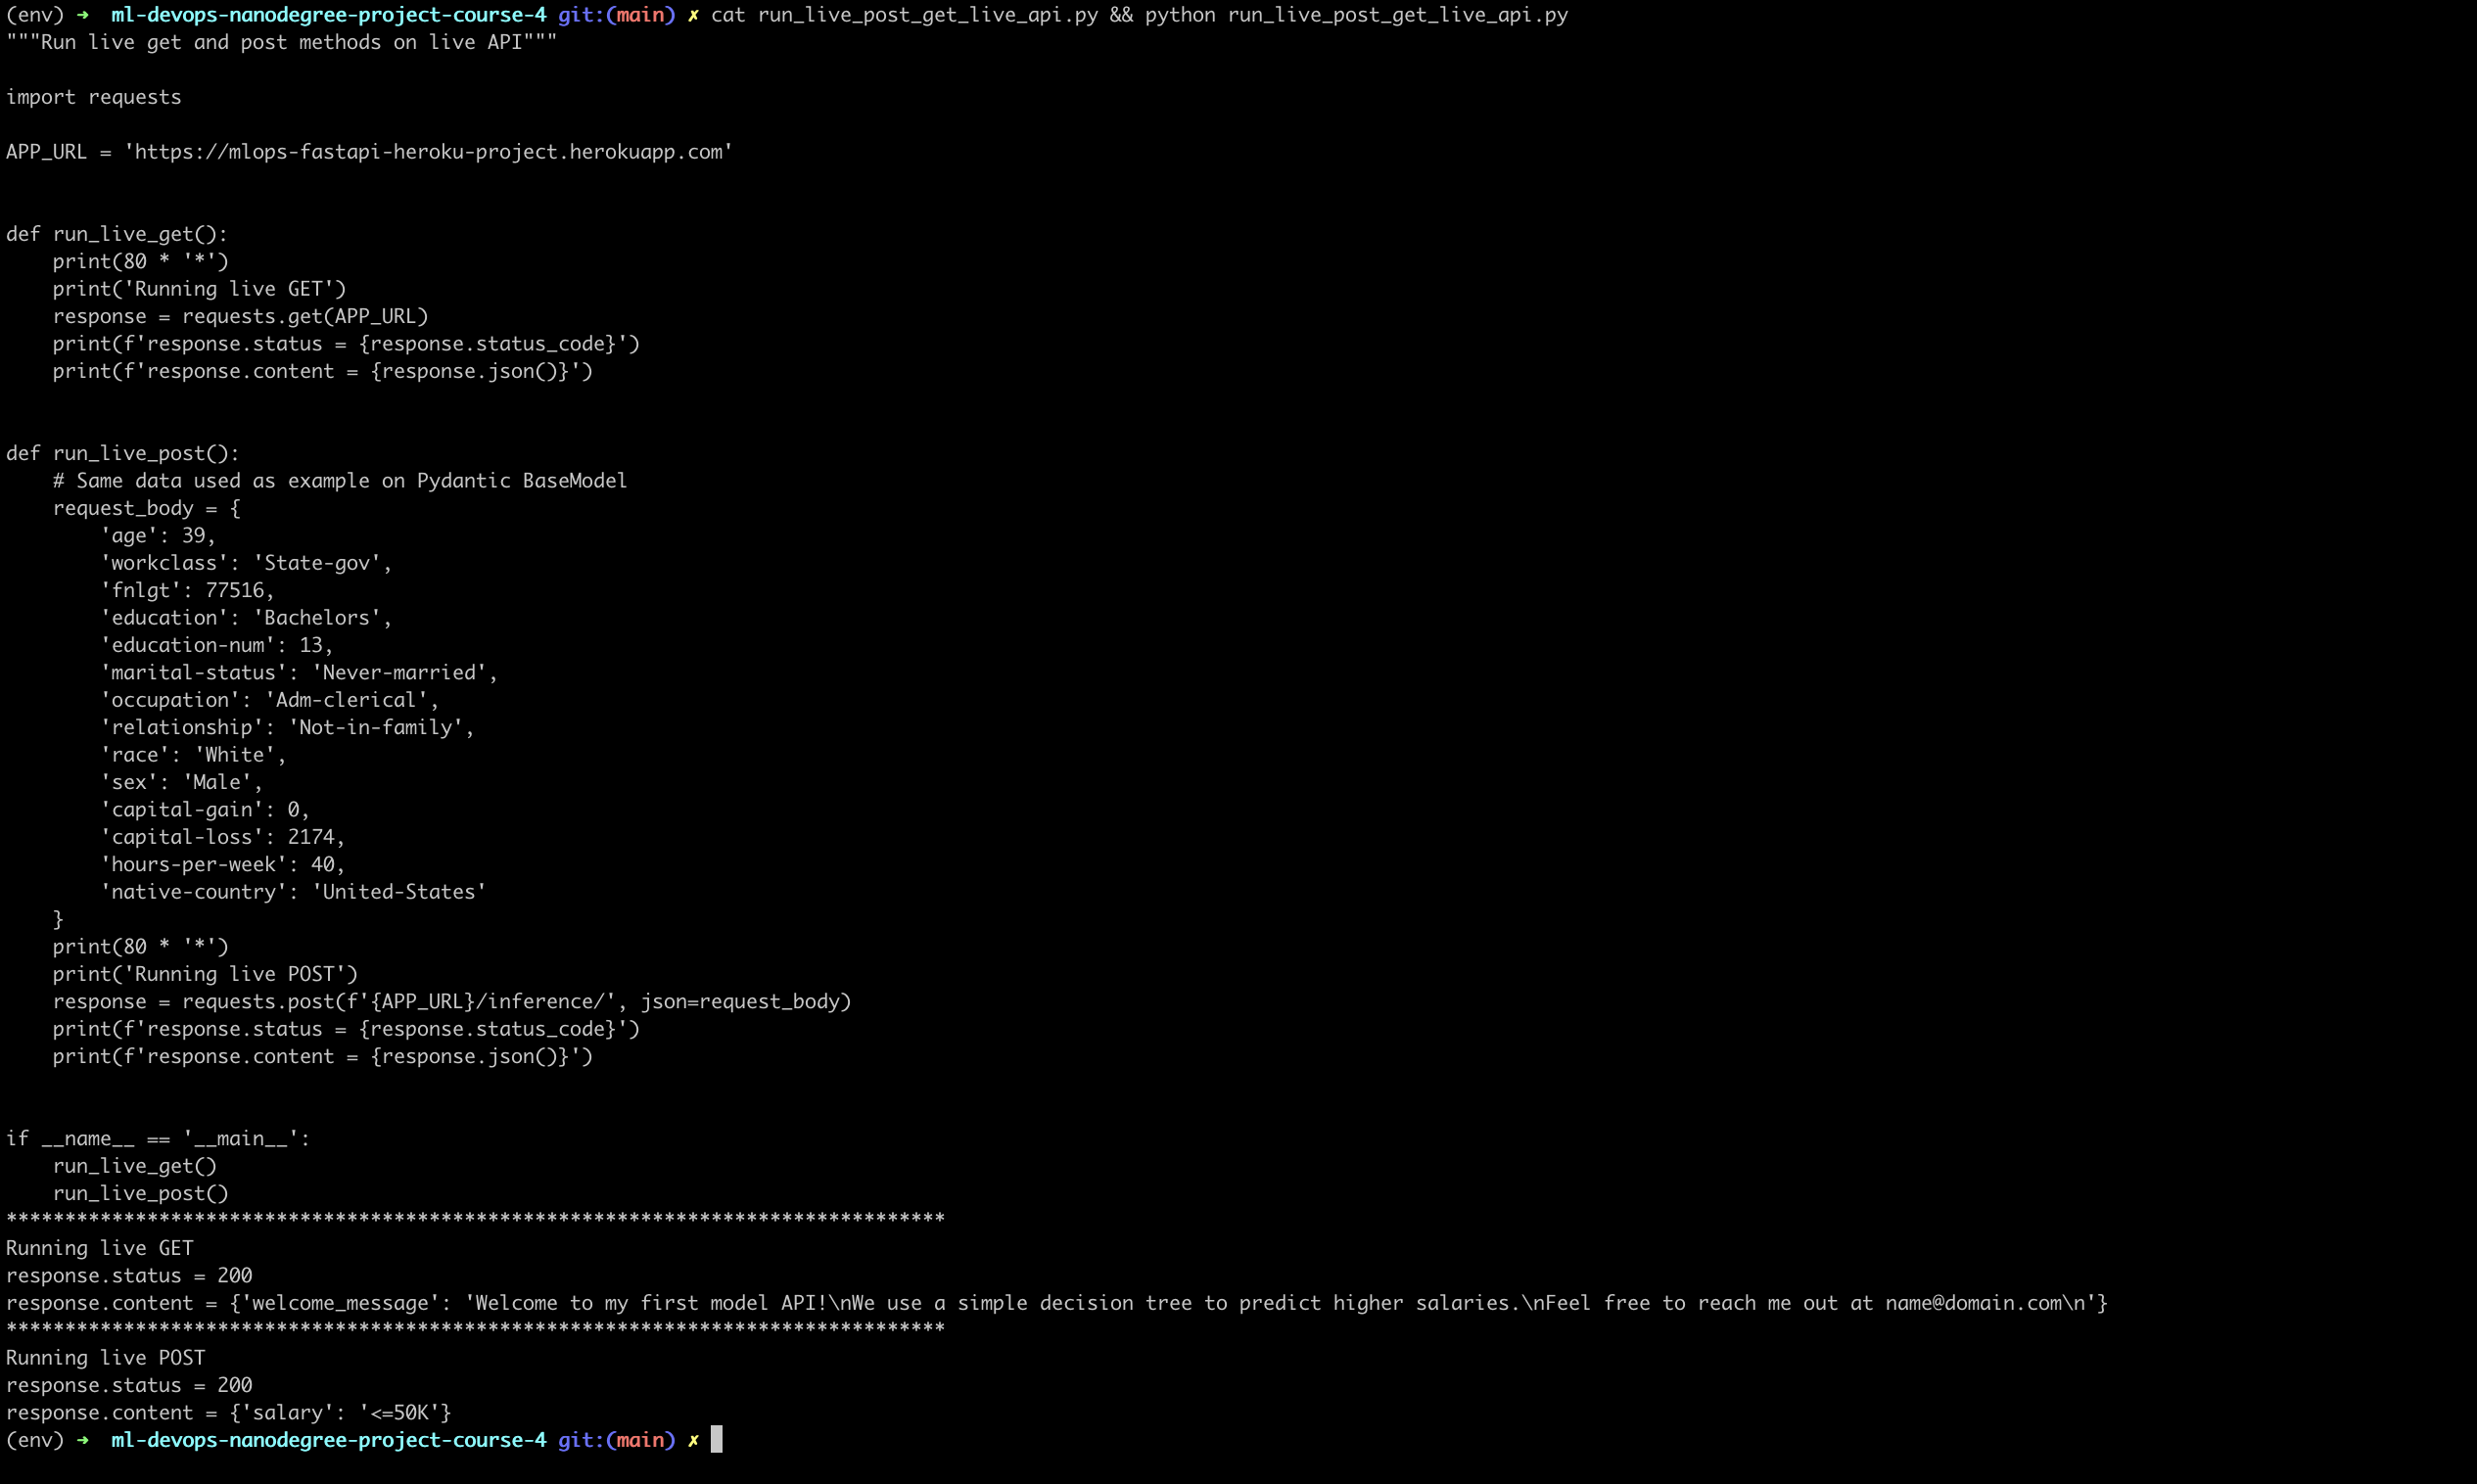 (env) ➜  ml-devops-nanodegree-project-course-4 git:(main) ✗ cat run_live_post_get_live_api.py && python run_live_post_get_live_api.py
"""Run live get and post methods on live API"""

import requests

APP_URL = 'https://mlops-fastapi-heroku-project.herokuapp.com'


def run_live_get():
    print(80 * '*')
    print('Running live GET')
    response = requests.get(APP_URL)
    print(f'response.status = {response.status_code}')
    print(f'response.content = {response.json()}')


def run_live_post():
    # Same data used as example on Pydantic BaseModel
    request_body = {
        'age': 39,
        'workclass': 'State-gov',
        'fnlgt': 77516,
        'education': 'Bachelors',
        'education-num': 13,
        'marital-status': 'Never-married',
        'occupation': 'Adm-clerical',
        'relationship': 'Not-in-family',
        'race': 'White',
        'sex': 'Male',
        'capital-gain': 0,
        'capital-loss': 2174,
        'hours-per-week': 40,
        'native-country': 'United-States'
    }
    print(80 * '*')
    print('Running live POST')
    response = requests.post(f'{APP_URL}/inference/', json=request_body)
    print(f'response.status = {response.status_code}')
    print(f'response.content = {response.json()}')


if __name__ == '__main__':
    run_live_get()
    run_live_post()
********************************************************************************
Running live GET
response.status = 200
response.content = {'welcome_message': 'Welcome to my first model API!\nWe use a simple decision tree to predict higher salaries.\nFeel free to reach me out at name@domain.com\n'}
********************************************************************************
Running live POST
response.status = 200
response.content = {'salary': '<=50K'}
(env) ➜  ml-devops-nanodegree-project-course-4 git:(main) ✗